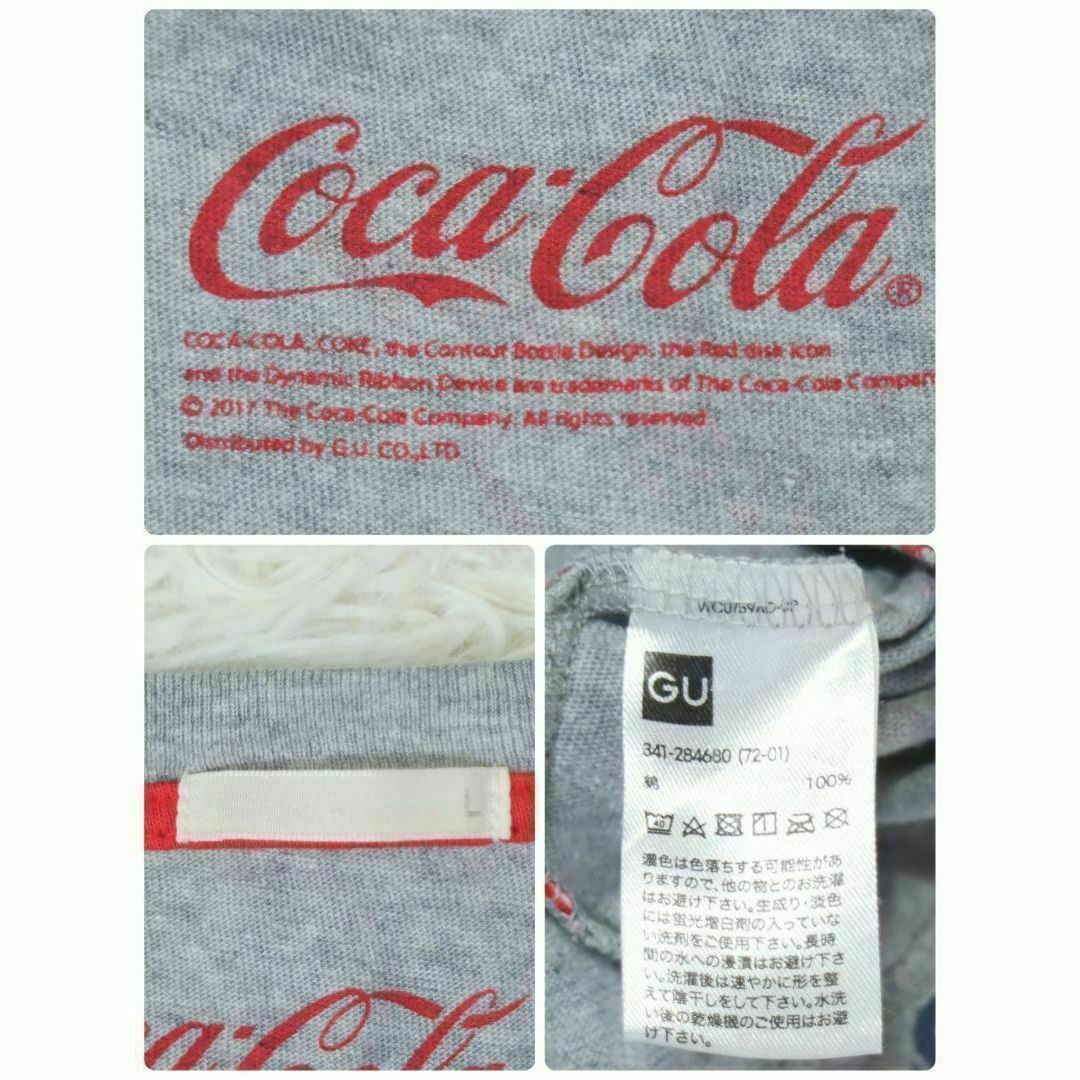 Coca-Cola®
COCA-COLA, COKE, the Contour Bottle Design, the Red disk icon
and the Dynamic Ribbon Device are trademarks of The Coca-Cola Compan
© 2017 The Coca-Cola Company. All rights reserved.
Distributed by G.U. CO.,LTD.
L
Coca-Cola
GU
341-284680 (72-01)
綿 100%
40
濃色は色落ちする可能性があ
りますので、他の物とのお洗濯
はお避け下さい。生成り・淡色
には蛍光増白剤の入っていな
い洗剤をご使用下さい。長時
間の水への浸漬はお避け下さ
い。洗濯後は速やかに形を整
えて陰干しをして下さい。水洗
い後の乾燥機のご使用はお避
け下さい。